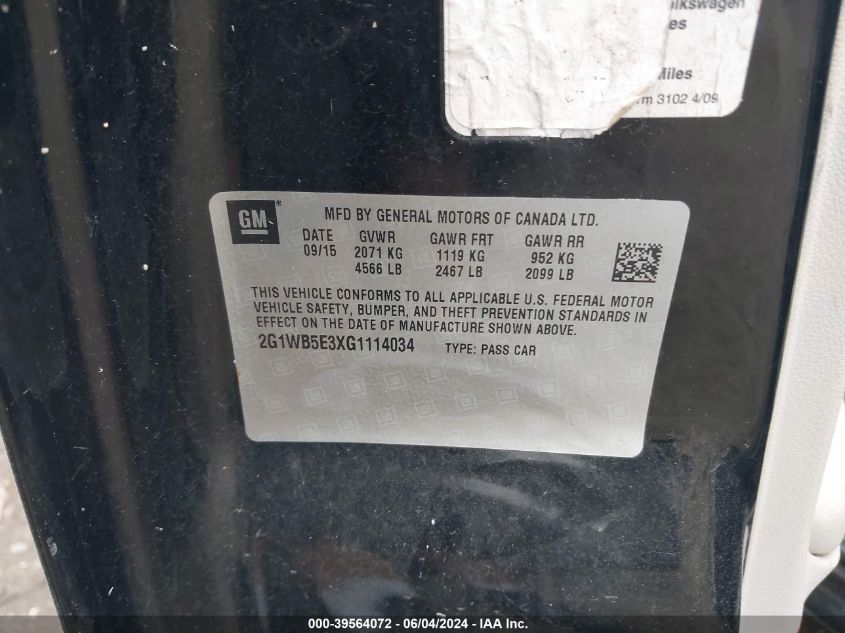 olkswagen
es
Miles
rm 3102 4/09
GM®
MFD BY GENERAL MOTORS OF CANADA LTD.
DATE GVWR GAWR FRT GAWR RR
09/15 2071 KG 1119 KG 952 KG
4566 LB 2467 LB 2099 LB
THIS VEHICLE CONFORMS TO ALL APPLICABLE U.S. FEDERAL MOTOR
VEHICLE SAFETY, BUMPER, AND THEFT PREVENTION STANDARDS IN
EFFECT ON THE DATE OF MANUFACTURE SHOWN ABOVE.
2G1WB5E3XG1114034 TYPE: PASS CAR
000-39564072 - 06/04/2024 - IAA Inc.